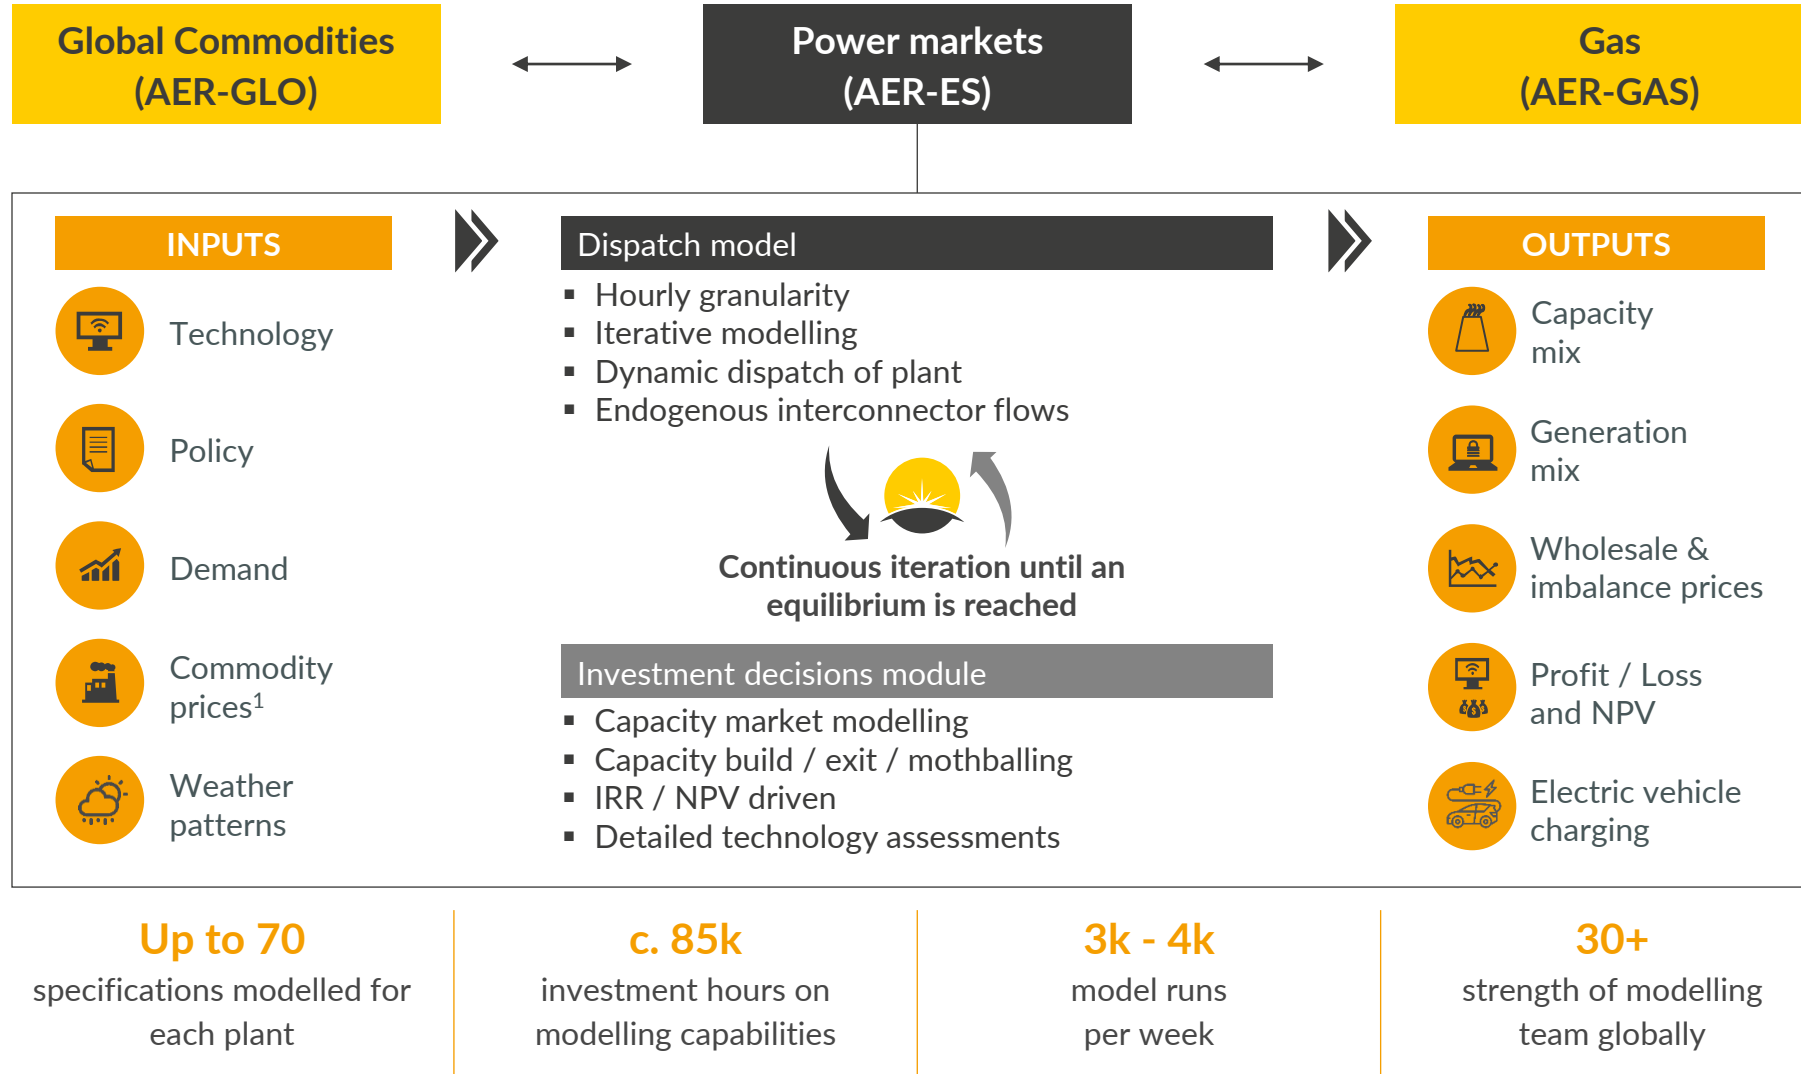 Global Commodities
(AER-GLO)
Power markets
(AER-ES)
Gas
(AER-GAS)
INPUTS
Technology
Policy
Demand
Commodity
prices¹
Weather
patterns
Dispatch model
▪ Hourly granularity
▪ Iterative modelling
▪ Dynamic dispatch of plant
▪ Endogenous interconnector flows
Continuous iteration until an
equilibrium is reached
Investment decisions module
▪ Capacity market modelling
▪ Capacity build / exit / mothballing
▪ IRR / NPV driven
▪ Detailed technology assessments
OUTPUTS
Capacity
mix
Generation
mix
Wholesale &
imbalance prices
Profit / Loss
and NPV
Electric vehicle
charging
Up to 70
specifications modelled for
each plant
c. 85k
investment hours on
modelling capabilities
3k - 4k
model runs
per week
30+
strength of modelling
team globally